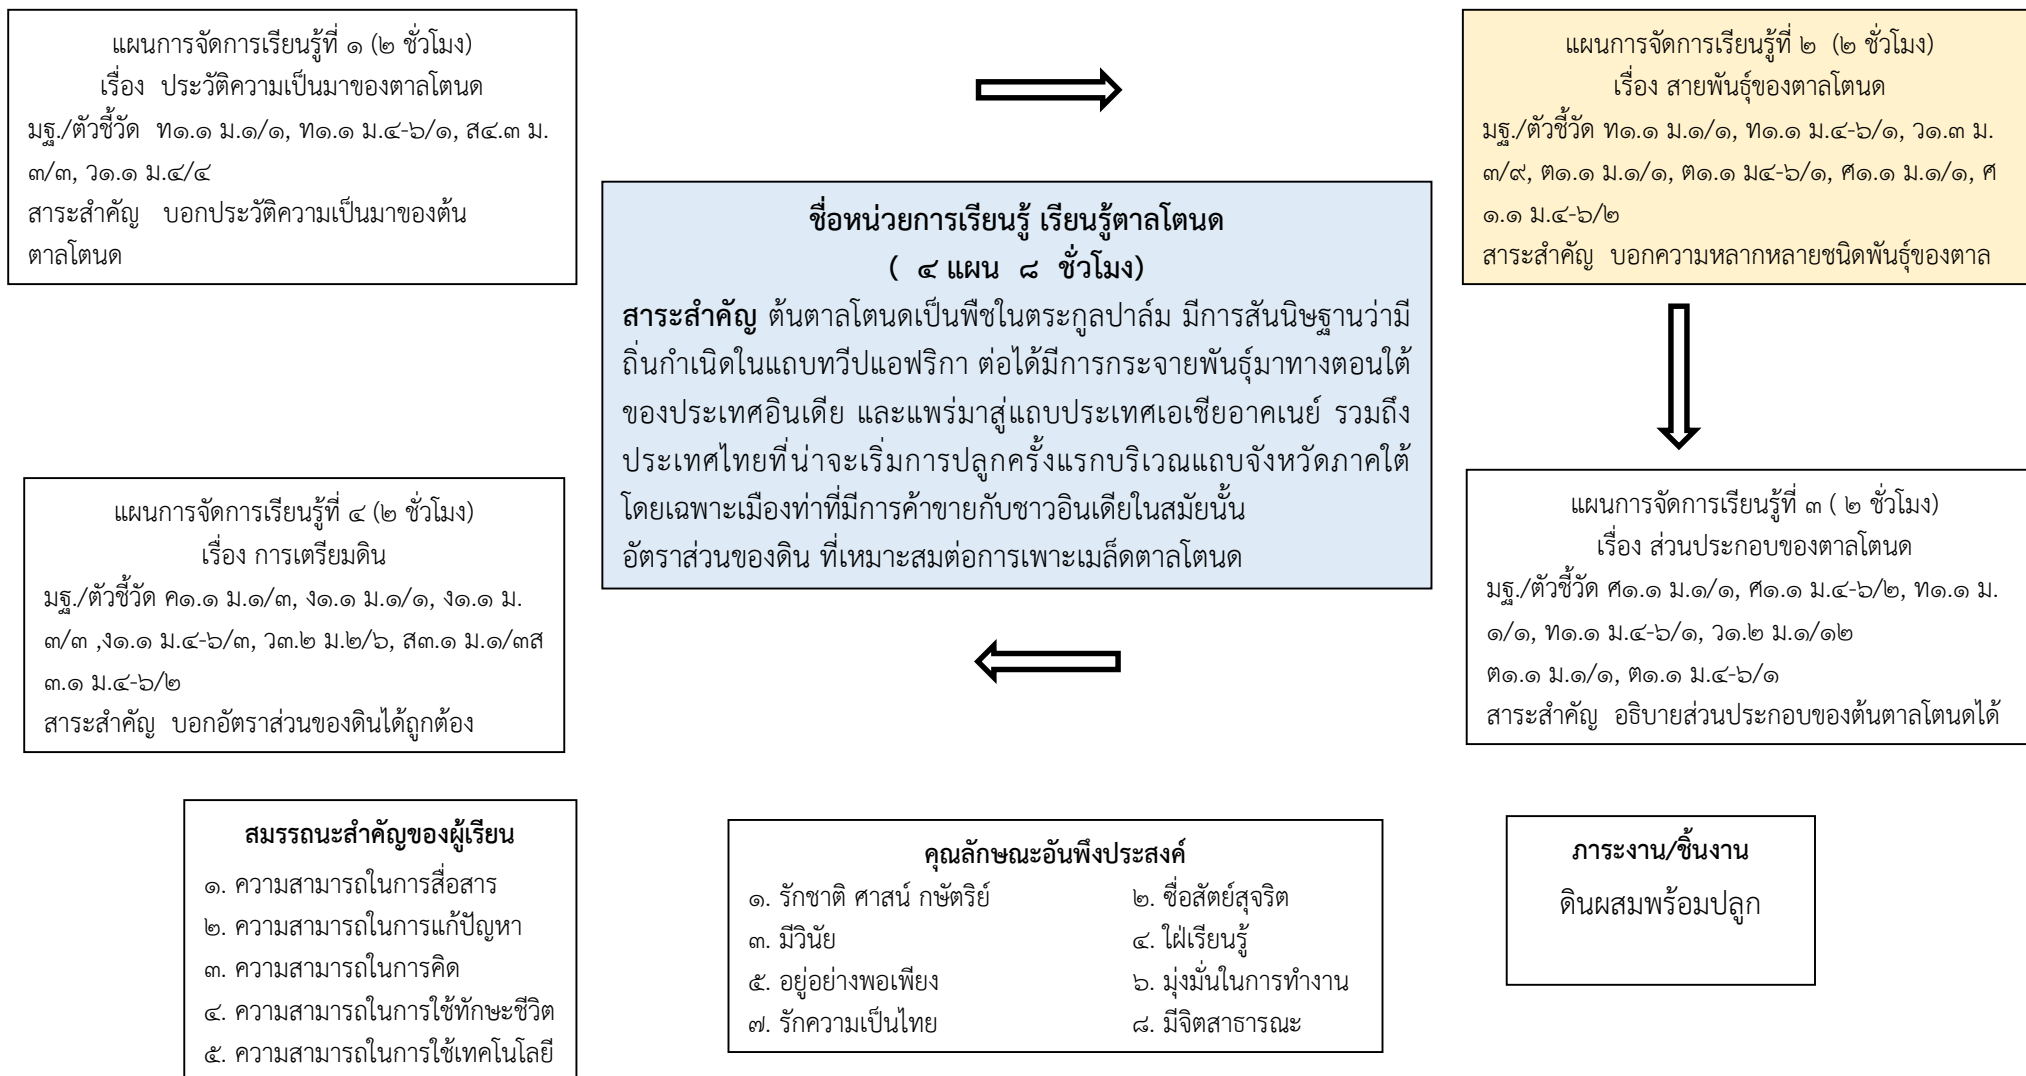 แผนการจัดการเรียนรู้ที่ ๑ (๒ ชั่วโมง)
เรื่อง  ประวัติความเป็นมาของตาลโตนด
มฐ./ตัวชี้วัด  ท๑.๑ ม.๑/๑, ท๑.๑ ม.๔-๖/๑, ส๔.๓ ม.
๓/๓, ว๑.๑ ม.๔/๔
สาระสำคัญ   บอกประวัติความเป็นมาของต้น
ตาลโตนด
แผนการจัดการเรียนรู้ที่ ๒  (๒ ชั่วโมง)
เรื่อง สายพันธุ์ของตาลโตนด
มฐ./ตัวชี้วัด ท๑.๑ ม.๑/๑, ท๑.๑ ม.๔-๖/๑, ว๑.๓ ม.
๓/๙, ต๑.๑ ม.๑/๑, ต๑.๑ ม๔-๖/๑, ศ๑.๑ ม.๑/๑, ศ
๑.๑ ม.๔-๖/๒
สาระสำคัญ  บอกความหลากหลายชนิดพันธุ์ของตาล
ชื่อหน่วยการเรียนรู้ เรียนรู้ตาลโตนด
(  ๔ แผน  ๘  ชั่วโมง)
สาระสำคัญ ต้นตาลโตนดเป็นพืชในตระกูลปาล์ม มีการสันนิษฐานว่ามี
ถิ่นกำเนิดในแถบทวีปแอฟริกา ต่อได้มีการกระจายพันธุ์มาทางตอนใต้
ของประเทศอินเดีย และแพร่มาสู่แถบประเทศเอเชียอาคเนย์ รวมถึง
ประเทศไทยที่น่าจะเริ่มการปลูกครั้งแรกบริเวณแถบจังหวัดภาคใต้
โดยเฉพาะเมืองท่าที่มีการค้าขายกับชาวอินเดียในสมัยนั้น
อัตราส่วนของดิน ที่เหมาะสมต่อการเพาะเมล็ดตาลโตนด
แผนการจัดการเรียนรู้ที่ ๔ (๒ ชั่วโมง)
เรื่อง การเตรียมดิน
มฐ./ตัวชี้วัด ค๑.๑ ม.๑/๓, ง๑.๑ ม.๑/๑, ง๑.๑ ม.
๓/๓ ,ง๑.๑ ม.๔-๖/๓, ว๓.๒ ม.๒/๖, ส๓.๑ ม.๑/๓ส
๓.๑ ม.๔-๖/๒
สาระสำคัญ  บอกอัตราส่วนของดินได้ถูกต้อง
แผนการจัดการเรียนรู้ที่ ๓ ( ๒ ชั่วโมง)
เรื่อง ส่วนประกอบของตาลโตนด
มฐ./ตัวชี้วัด ศ๑.๑ ม.๑/๑, ศ๑.๑ ม.๔-๖/๒, ท๑.๑ ม.
๑/๑, ท๑.๑ ม.๔-๖/๑, ว๑.๒ ม.๑/๑๒
ต๑.๑ ม.๑/๑, ต๑.๑ ม.๔-๖/๑
สาระสำคัญ  อธิบายส่วนประกอบของต้นตาลโตนดได้
สมรรถนะสำคัญของผู้เรียน
๑. ความสามารถในการสื่อสาร
๒. ความสามารถในการแก้ปัญหา
๓. ความสามารถในการคิด
๔. ความสามารถในการใช้ทักษะชีวิต
๕. ความสามารถในการใช้เทคโนโลยี
คุณลักษณะอันพึงประสงค์
๑. รักชาติ ศาสน์ กษัตริย์ ๒. ซื่อสัตย์สุจริต
๓. มีวินัย ๔. ใฝ่เรียนรู้
๕. อยู่อย่างพอเพียง ๖. มุ่งมั่นในการทำงาน
๗. รักความเป็นไทย ๘. มีจิตสาธารณะ
ภาระงาน/ชิ้นงาน
ดินผสมพร้อมปลูก